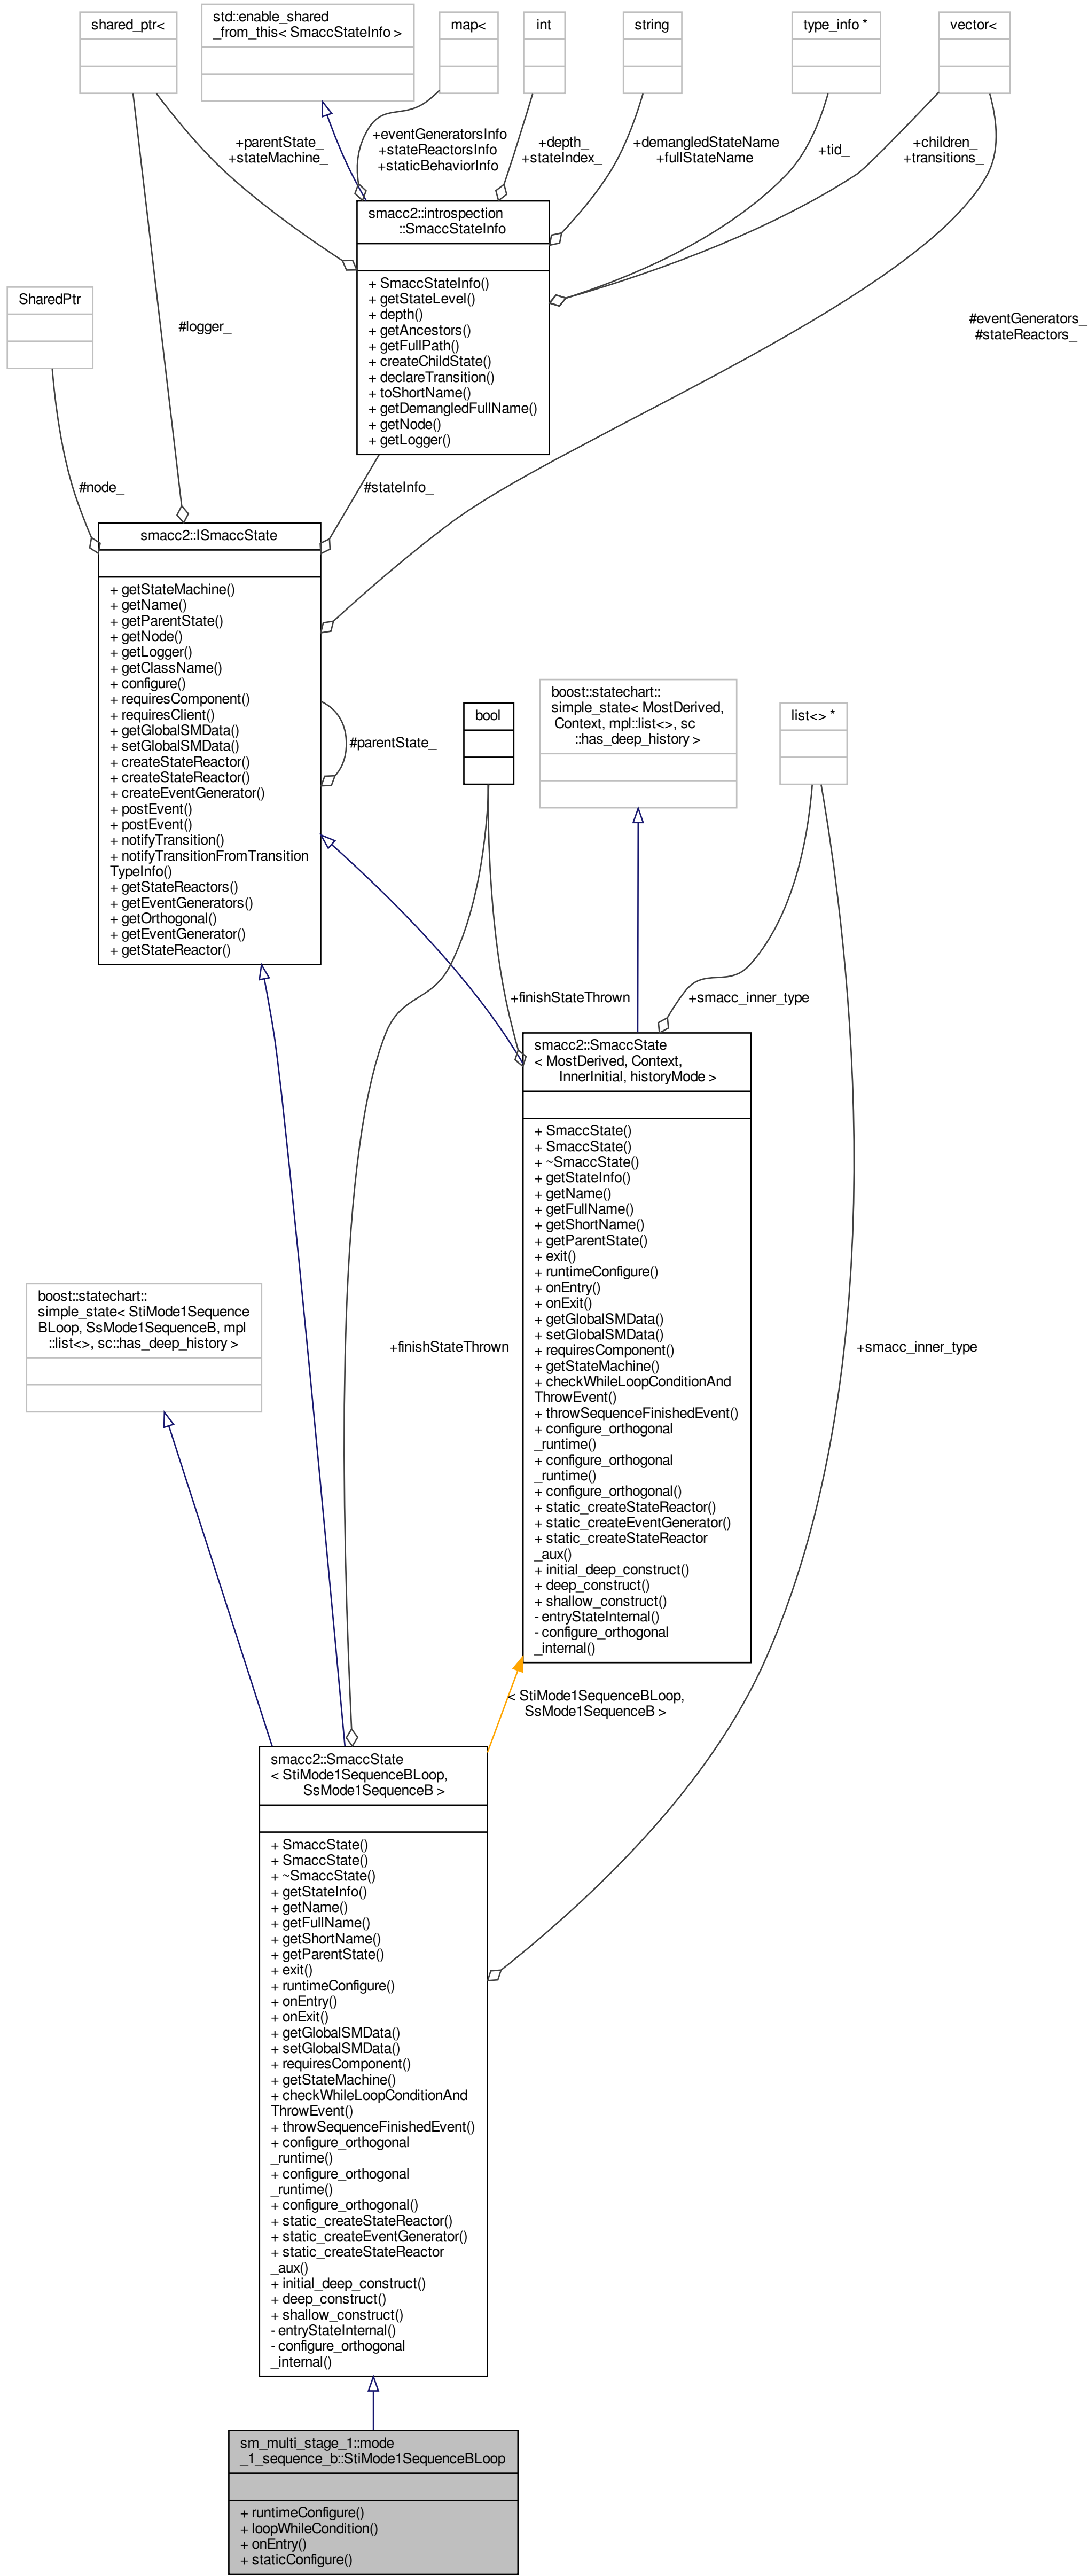 shared_ptr<
std::enable_shared
_from_this< SmaccStateInfo >
map<
int
string
type_info *
vector<
+parentState_
+stateMachine_
+eventGeneratorsInfo
+stateReactorsInfo
+staticBehaviorInfo
+depth_
+stateIndex_
+demangledStateName
+fullStateName
+tid_
+children_
+transitions_
smacc2::introspection
::SmaccStateInfo
+ SmaccStateInfo()
+ getStateLevel()
+ depth()
+ getAncestors()
+ getFullPath()
+ createChildState()
+ declareTransition()
+ toShortName()
+ getDemangledFullName()
+ getNode()
+ getLogger()
SharedPtr
#logger_
#eventGenerators_
#stateReactors_
#node_
#stateInfo_
smacc2::ISmaccState
+ getStateMachine()
+ getName()
+ getParentState()
+ getNode()
+ getLogger()
+ getClassName()
+ configure()
+ requiresComponent()
+ requiresClient()
+ getGlobalSMData()
+ setGlobalSMData()
+ createStateReactor()
+ createStateReactor()
+ createEventGenerator()
+ postEvent()
+ postEvent()
+ notifyTransition()
+ notifyTransitionFromTransition
TypeInfo()
+ getStateReactors()
+ getEventGenerators()
+ getOrthogonal()
+ getEventGenerator()
+ getStateReactor()
#parentState_
bool
boost::statechart::
simple_state< MostDerived,
Context, mpl::list<>, sc
::has_deep_history >
list<> *
+finishStateThrown
+smacc_inner_type
smacc2::SmaccState
< MostDerived, Context,
InnerInitial, historyMode >
+ SmaccState()
+ SmaccState()
+ ~SmaccState()
+ getStateInfo()
+ getName()
+ getFullName()
+ getShortName()
+ getParentState()
+ exit()
+ runtimeConfigure()
+ onEntry()
+ onExit()
+ getGlobalSMData()
+ setGlobalSMData()
+ requiresComponent()
+ getStateMachine()
+ checkWhileLoopConditionAnd
ThrowEvent()
+ throwSequenceFinishedEvent()
+ configure_orthogonal
_runtime()
+ configure_orthogonal
_runtime()
+ configure_orthogonal()
+ static_createStateReactor()
+ static_createEventGenerator()
+ static_createStateReactor
_aux()
+ initial_deep_construct()
+ deep_construct()
+ shallow_construct()
- entryStateInternal()
- configure_orthogonal
_internal()
boost::statechart::
simple_state< StiMode1Sequence
BLoop, SsMode1SequenceB, mpl
::list<>, sc::has_deep_history >
+finishStateThrown
+smacc_inner_type
< StiMode1SequenceBLoop,
SsMode1SequenceB >
smacc2::SmaccState
< StiMode1SequenceBLoop,
SsMode1SequenceB >
+ SmaccState()
+ SmaccState()
+ ~SmaccState()
+ getStateInfo()
+ getName()
+ getFullName()
+ getShortName()
+ getParentState()
+ exit()
+ runtimeConfigure()
+ onEntry()
+ onExit()
+ getGlobalSMData()
+ setGlobalSMData()
+ requiresComponent()
+ getStateMachine()
+ checkWhileLoopConditionAnd
ThrowEvent()
+ throwSequenceFinishedEvent()
+ configure_orthogonal
_runtime()
+ configure_orthogonal
_runtime()
+ configure_orthogonal()
+ static_createStateReactor()
+ static_createEventGenerator()
+ static_createStateReactor
_aux()
+ initial_deep_construct()
+ deep_construct()
+ shallow_construct()
- entryStateInternal()
- configure_orthogonal
_internal()
sm_multi_stage_1::mode
_1_sequence_b::StiMode1SequenceBLoop
+ runtimeConfigure()
+ loopWhileCondition()
+ onEntry()
+ staticConfigure()